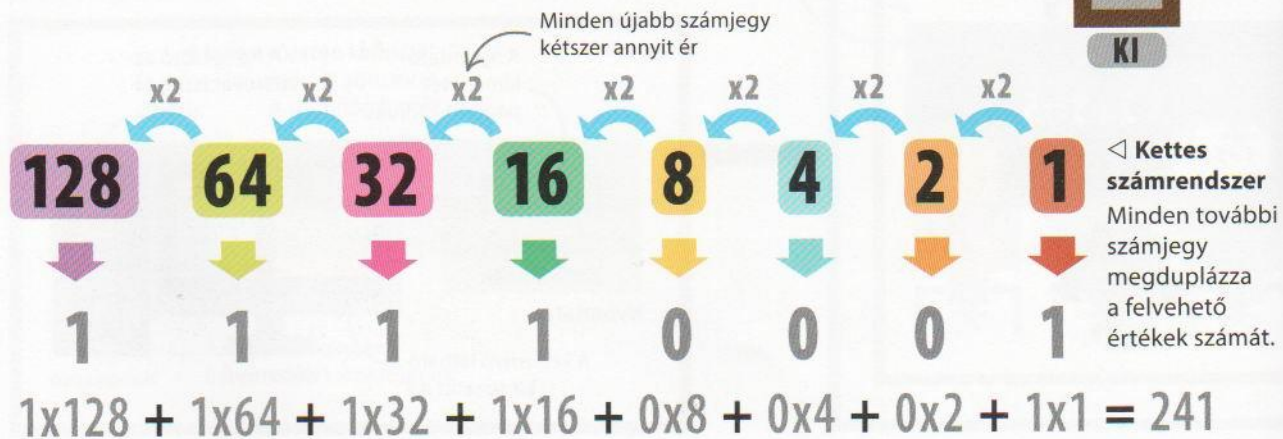 Minden újabb számjegy
kétszer annyit ér
KI
x2 x2 x2 x2 x2 x2 x2
128 64 32 16 8 4 2 1
◁ Kettes
számrendszer
Minden további
számjegy
megduplázza
a felvehető
értékek számát.
1 1 1 1 0 0 0 1
1x128 + 1x64 + 1x32 + 1x16 + 0x8 + 0x4 + 0x2 + 1x1 = 241